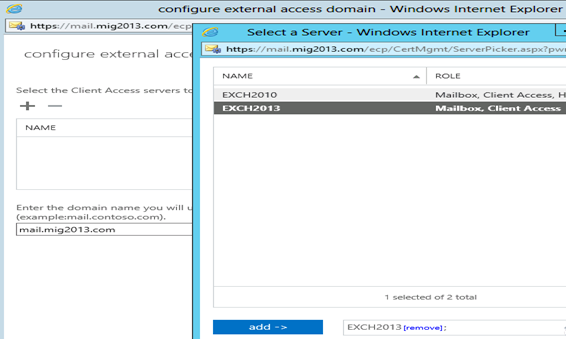 configure external access domain - Windows Internet Explorer
https://mail.mig2013.com/ecp
configure external acce
Select the Client Access servers to
NAME
Enter the domain name you will u
(example:mail.contoso.com).
mail.mig2013.com
Select a Server - Windows Internet Explorer
https://mail.mig2013.com/ecp/CertMgmt/ServerPicker.aspx?pwr
NAME ROLE
EXCH2010 Mailbox, Client Access, H
EXCH2013 Mailbox, Client Access
1 selected of 2 total
add -> EXCH2013 [remove];